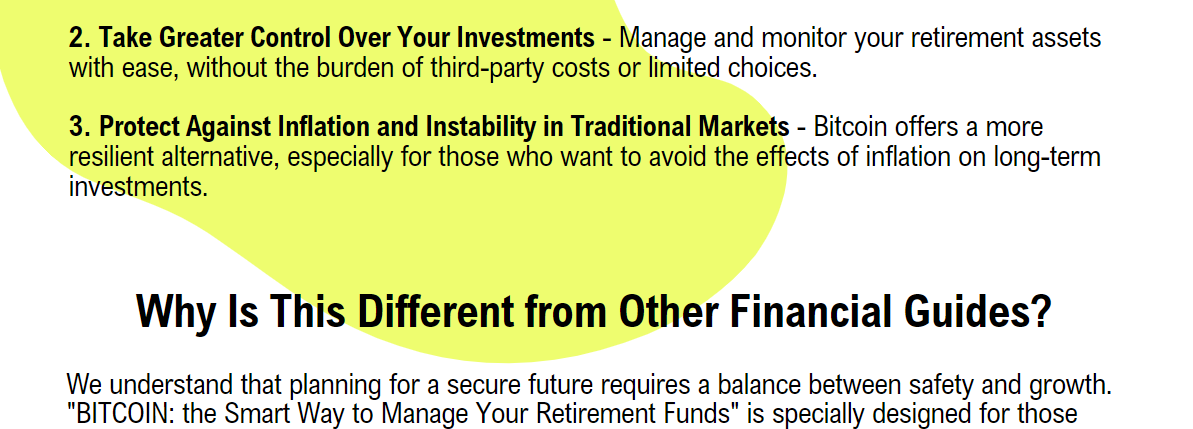 2. Take Greater Control Over Your Investments - Manage and monitor your retirement assets
with ease, without the burden of third-party costs or limited choices.
3. Protect Against Inflation and Instability in Traditional Markets - Bitcoin offers a more
resilient alternative, especially for those who want to avoid the effects of inflation on long-term
investments.
Why Is This Different from Other Financial Guides?
We understand that planning for a secure future requires a balance between safety and growth.
"BITCOIN: the Smart Way to Manage Your Retirement Funds" is specially designed for those